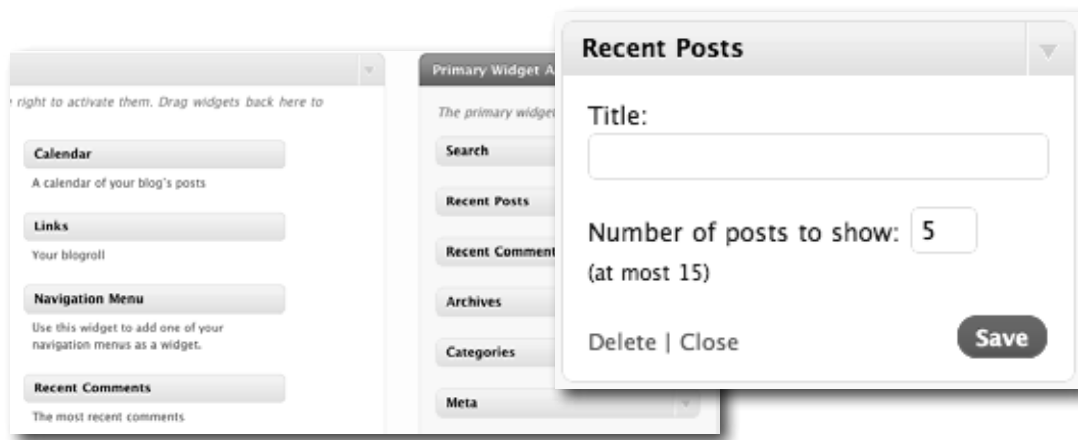 right to activate them. Drag widgets back here to
Calendar
A calendar of your blog's posts
Links
Your blogroll
Navigation Menu
Use this widget to add one of your
navigation menus as a widget.
Recent Comments
The most recent comments
Primary Widget A
The primary widget
Search
Recent Posts
Recent Comment
Archives
Categories
Meta
Recent Posts
Title:
Number of posts to show: 5
(at most 15)
Delete | Close
Save